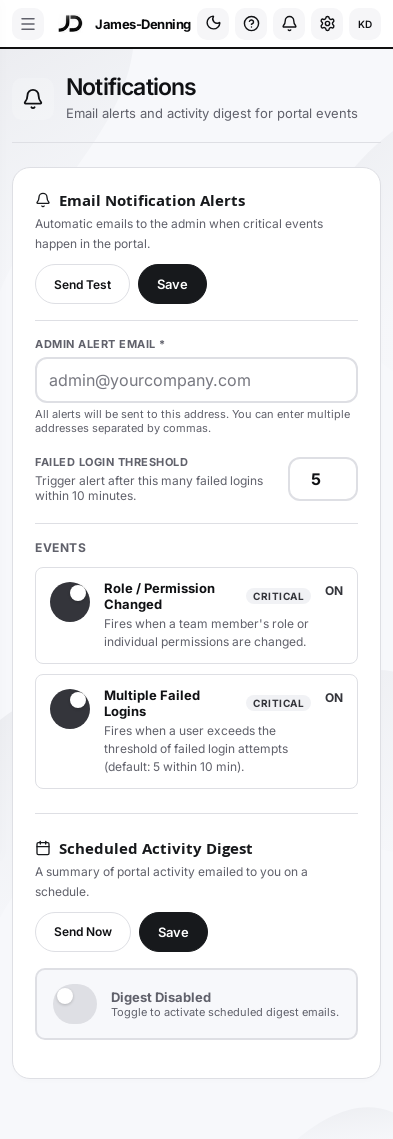 James-Denning
KD
Notifications
Email alerts and activity digest for portal events
Email Notification Alerts
Automatic emails to the admin when critical events
happen in the portal.
Send Test
Save
ADMIN ALERT EMAIL *
admin@yourcompany.com
All alerts will be sent to this address. You can enter multiple
addresses separated by commas.
FAILED LOGIN THRESHOLD
Trigger alert after this many failed logins
within 10 minutes.
5
EVENTS
Role / Permission
Changed
CRITICAL
ON
Fires when a team member's role or
individual permissions are changed.
Multiple Failed
Logins
CRITICAL
ON
Fires when a user exceeds the
threshold of failed login attempts
(default: 5 within 10 min).
Scheduled Activity Digest
A summary of portal activity emailed to you on a
schedule.
Send Now
Save
Digest Disabled
Toggle to activate scheduled digest emails.